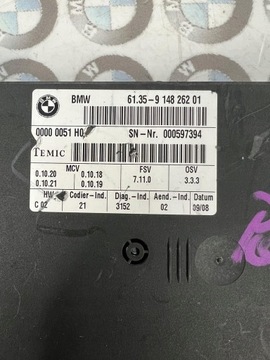 BMW 61.35-9 148 262 01
0000 0051 H0 SN-Nr. 000597394
TEMIC
MCV FSV OSV
0.10.20 0.10.18 7.11.0 3.3.3
0.10.21 0.10.19
HW Codier-Ind. Diag.-Ind. Aend.-Ind. Dat.
C 02 21 3152 02 09/08